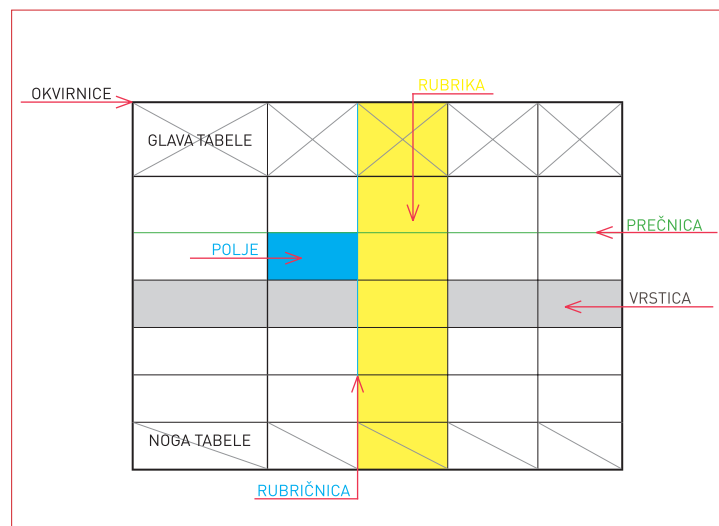 RUBRIKA
OKVIRNICE
GLAVA TABELE
PREČNICA
POLJE
VRSTICA
NOGA TABELE
RUBRIČNICA